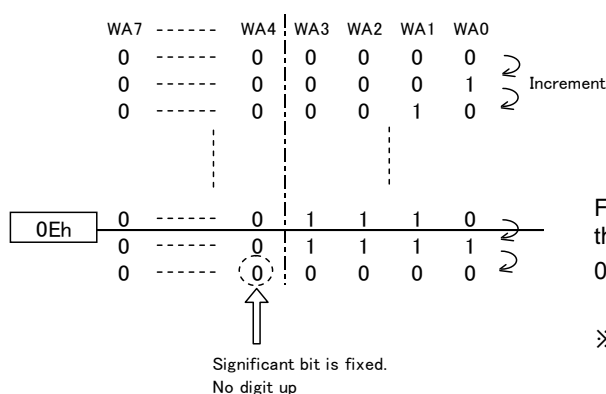 WA7 ------ WA4 WA3 WA2 WA1 WA0
0 ------ 0 0 0 0 0
0 ------ 0 0 0 0 1
Increment
0 ------ 0 0 0 1 0
0 ------ 0 1 1 1 0
0Eh
0 ------ 0 1 1 1 1
0 ------ 0 0 0 0 0
Significant bit is fixed.
No digit up
F
th
0
※